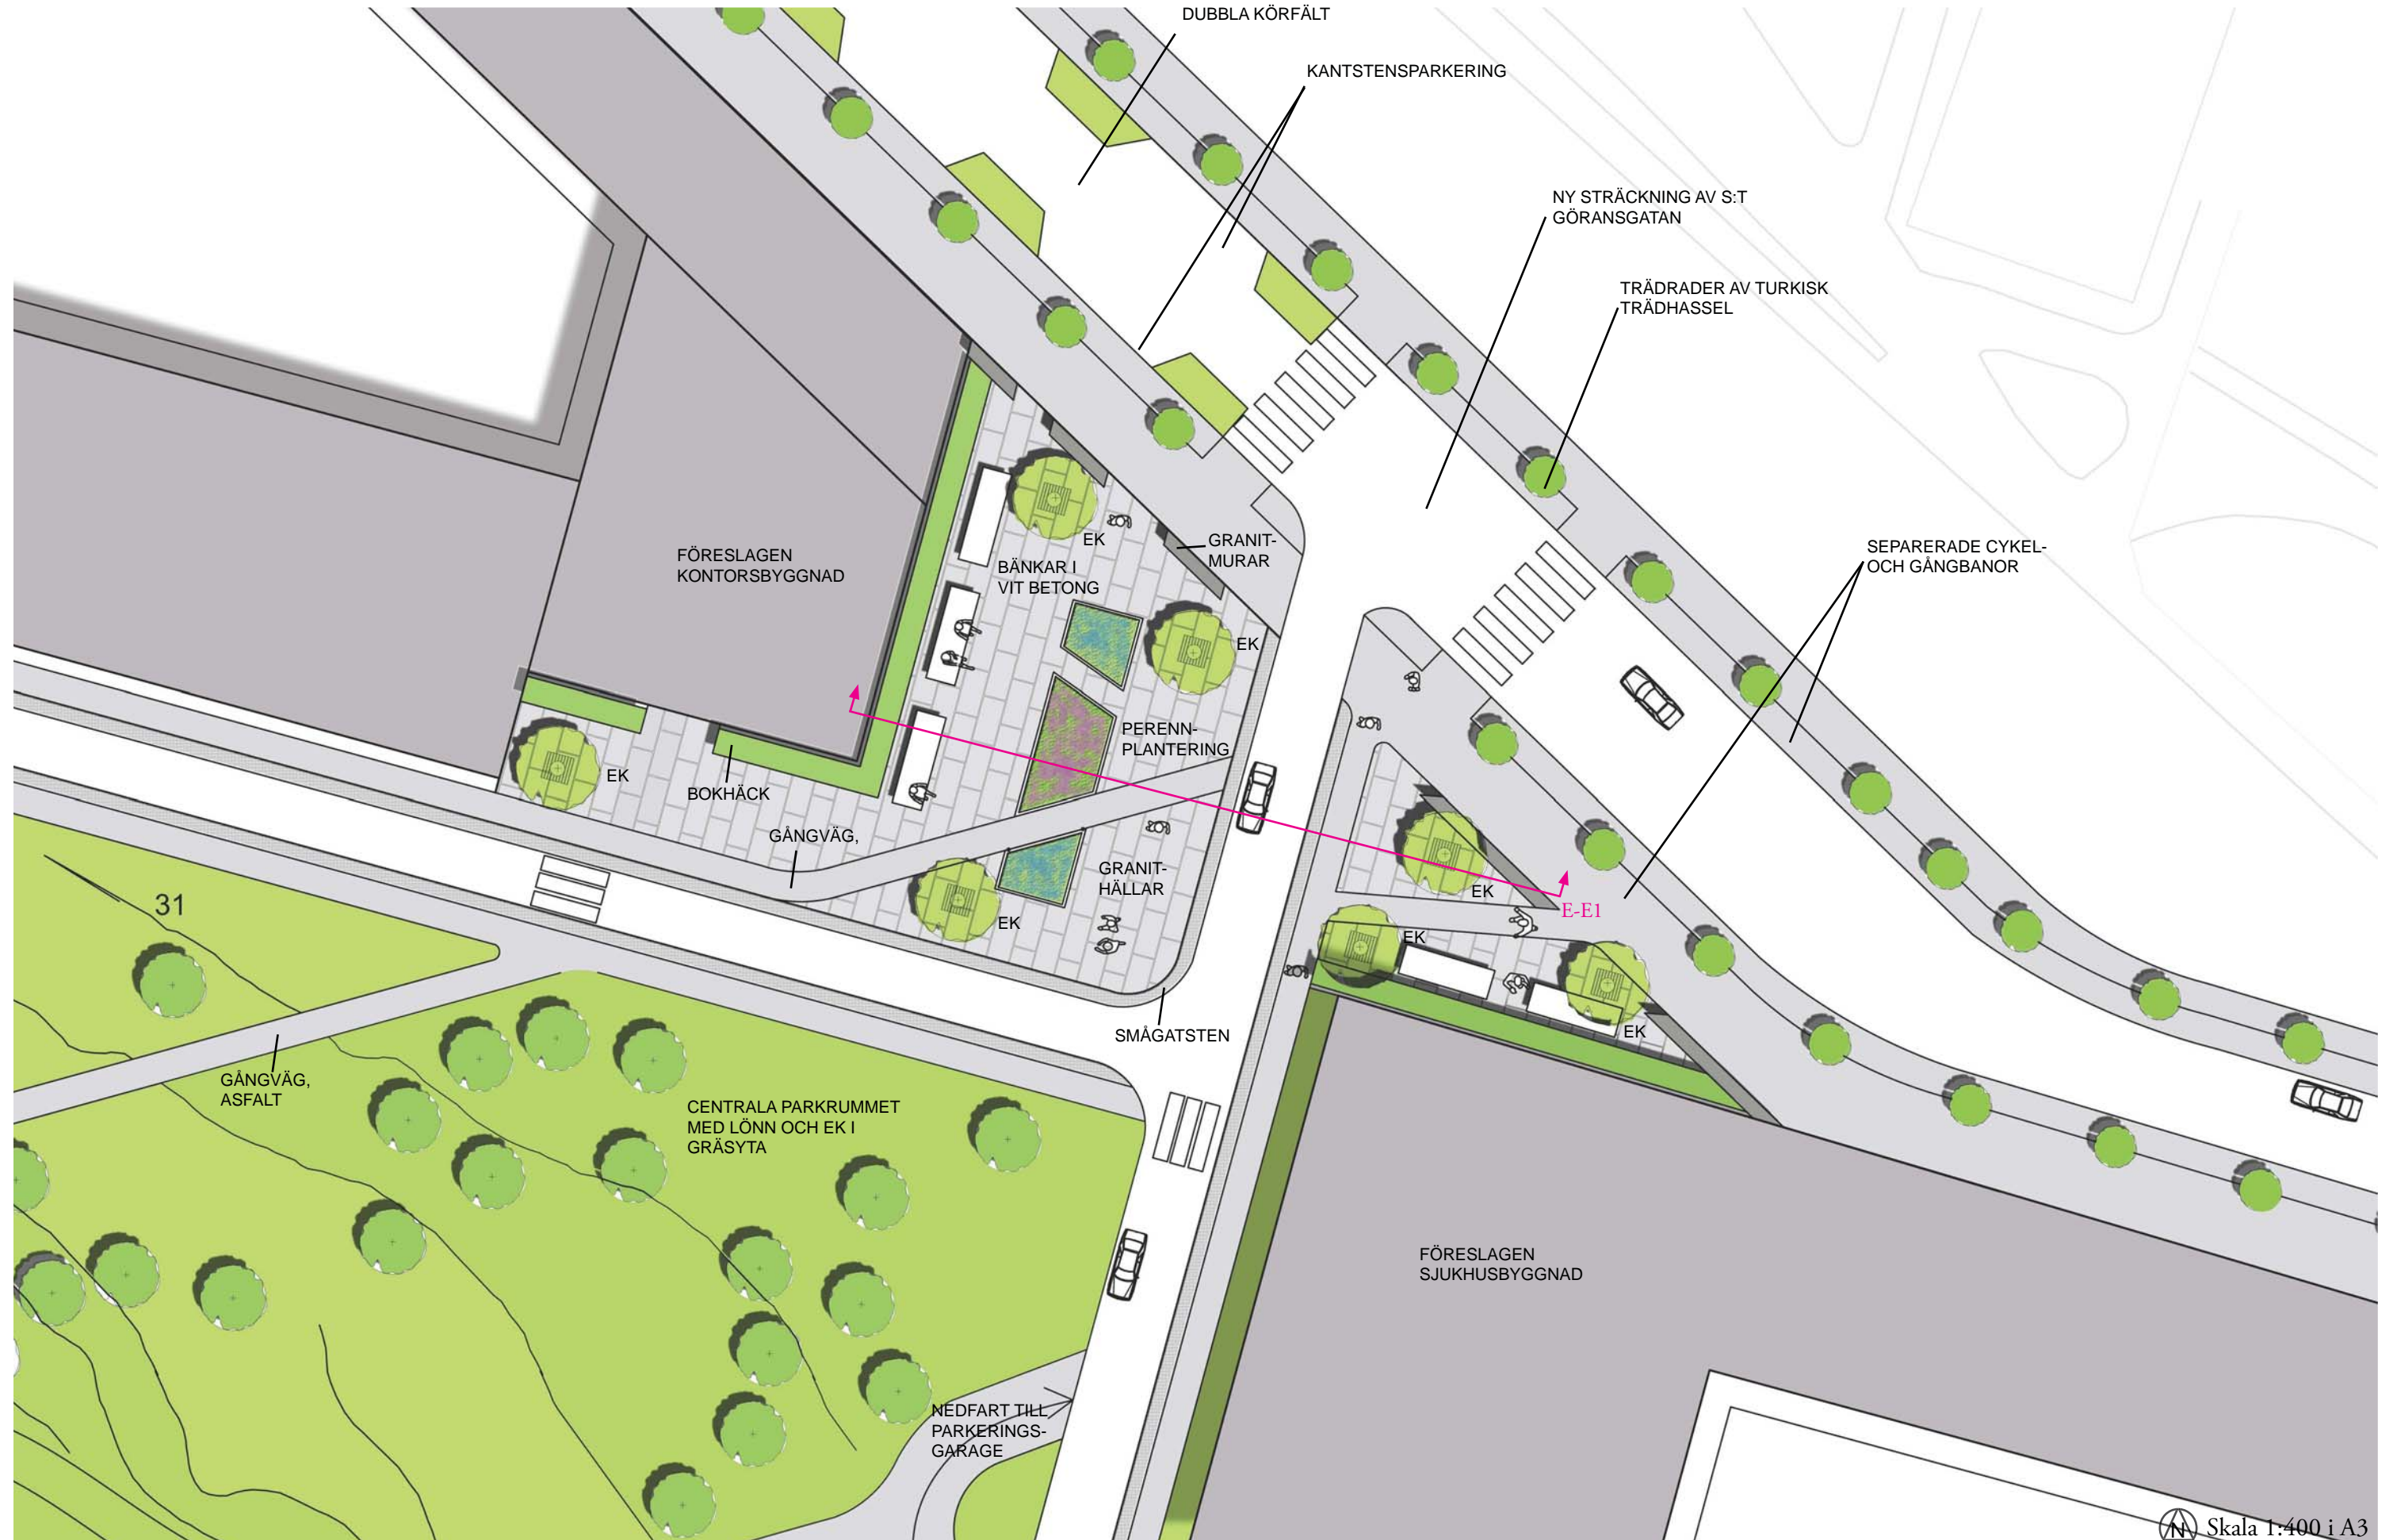 DUBBLA KÖRFÄLT
KANTSTENSPARKERING
NY STRÄCKNING AV S:T
GÖRANSGATAN
TRÄDRADER AV TURKISK
TRÄDHASSEL
SEPARERADE CYKEL-
OCH GÅNGBANOR
FÖRESLAGEN
KONTORSBYGGNAD
EK
GRANIT-
MURAR
BÄNKAR I
VIT BETONG
EK
PERENN-
PLANTERING
EK
BOKHÄCK
GÅNGVÄG,
GRANIT-
HÄLLAR
EK
EK
E-E1
EK
EK
31
SMÅGATSTEN
GÅNGVÄG,
ASFALT
CENTRALA PARKRUMMET
MED LÖNN OCH EK I
GRÄSYTA
FÖRESLAGEN
SJUKHUSBYGGNAD
NEDFART TILL
PARKERINGS-
GARAGE
N
Skala 1:400 i A3